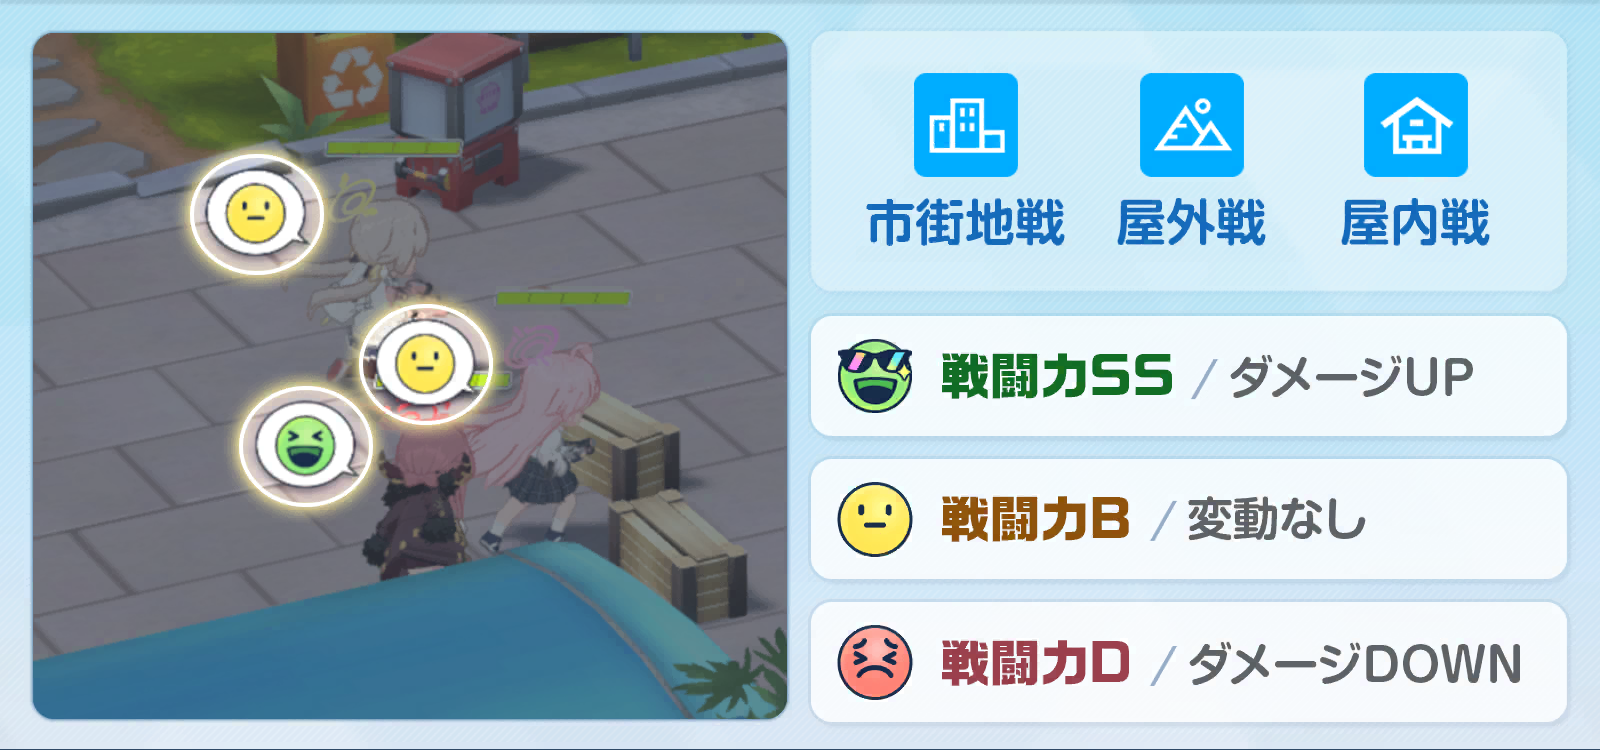 市街地戦
屋外戦
屋内戦
戦闘力SS / ダメージUP
戦闘力B / 変動なし
戦闘力D / ダメージDOWN